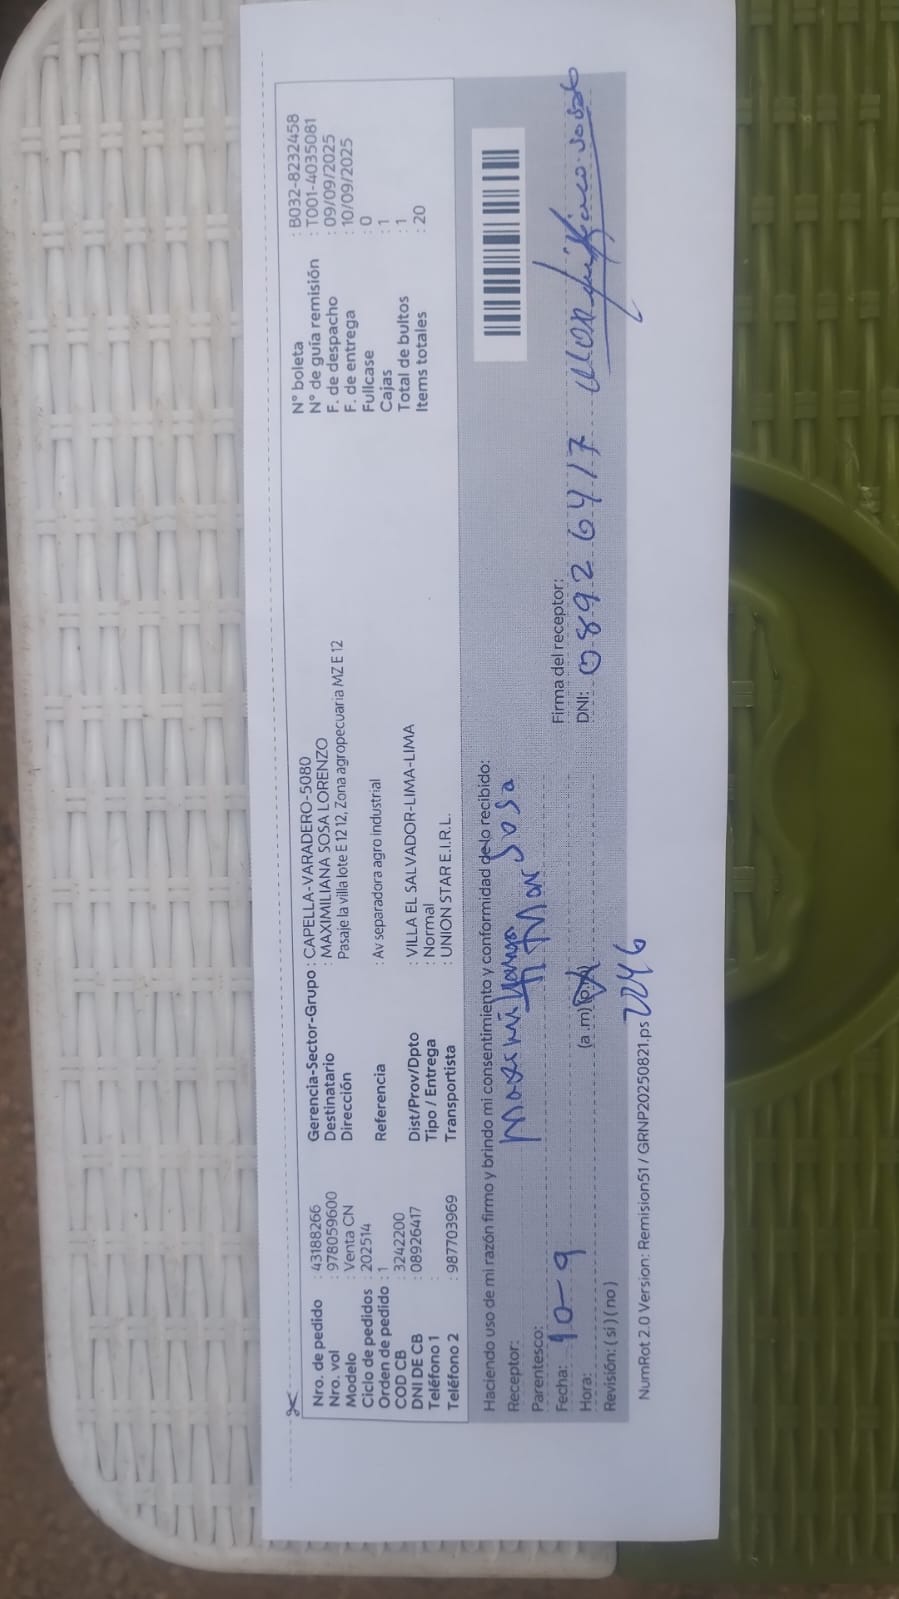 Nro. de pedido : 43188266
Nro. vol : 978059600
Modelo : Venta CN
Ciclo de pedidos : 202514
Orden de pedido : 1
COD CB : 3242200
DNI DE CB : 08926417
Teléfono 1 :
Teléfono 2 : 987703969
Gerencia-Sector-Grupo : CAPELLA-VARADERO-5080
Destinatario : MAXIMILIANA SOSA LORENZO
Dirección Pasaje la villa lote E 12 12, Zona agropecuaria MZ E 12
Referencia : Av separadora agro industrial
Dist/Prov/Dpto : VILLA EL SALVADOR-LIMA-LIMA
Tipo / Entrega : Normal
Transportista : UNION STAR E.I.R.L.
N° boleta : B032-8232458
N° de guía remisión : T001-4035081
F. de despacho : 09/09/2025
F. de entrega : 10/09/2025
Fullcase : 0
Cajas : 1
Total de bultos : 1
Items totales : 20
Haciendo uso de mi razón firmo y brindo mi consentimiento y conformidad de lo recibido:
Receptor: Sosa
Parentesco:
Firma del receptor:
Fecha: 10-9
DNI: 08926417
Hora: (a.m)(p.m)
Revisión: ( si ) ( no )
NumRot 2.0 Version: Remision51 / GRNP20250821.ps 2246